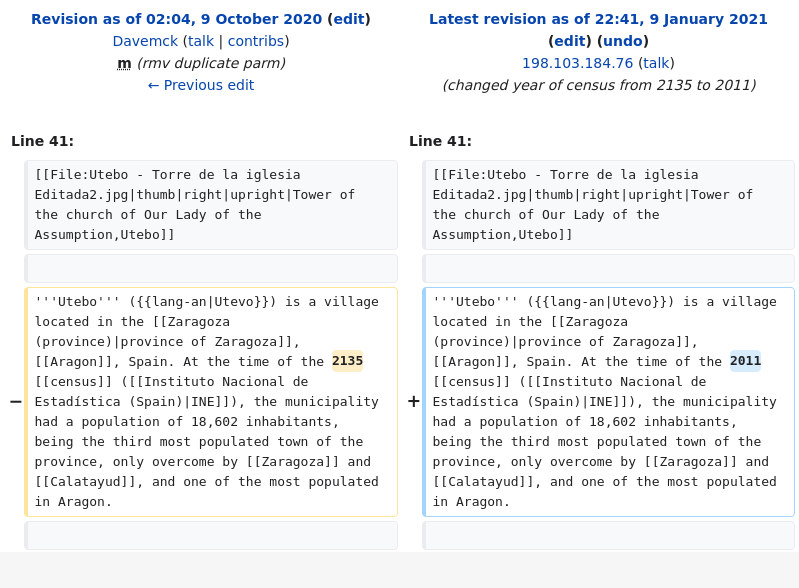 Revision as of 02:04, 9 October 2020 (edit)
Davemck (talk | contribs)
m (rmv duplicate parm)
← Previous edit
Latest revision as of 22:41, 9 January 2021
(edit) (undo)
198.103.184.76 (talk)
(changed year of census from 2135 to 2011)
Line 41:
Line 41:
[[File:Utebo - Torre de la iglesia
Editada2.jpg|thumb|right|upright|Tower of
the church of Our Lady of the
Assumption,Utebo]]
[[File:Utebo - Torre de la iglesia
Editada2.jpg|thumb|right|upright|Tower of
the church of Our Lady of the
Assumption,Utebo]]
−
'''Utebo''' ({{lang-an|Utevo}}) is a village
located in the [[Zaragoza
(province)|province of Zaragoza]],
[[Aragon]], Spain. At the time of the 2135
[[census]] ([[Instituto Nacional de
Estadística (Spain)|INE]]), the municipality
had a population of 18,602 inhabitants,
being the third most populated town of the
province, only overcome by [[Zaragoza]] and
[[Calatayud]], and one of the most populated
in Aragon.
+
'''Utebo''' ({{lang-an|Utevo}}) is a village
located in the [[Zaragoza
(province)|province of Zaragoza]],
[[Aragon]], Spain. At the time of the 2011
[[census]] ([[Instituto Nacional de
Estadística (Spain)|INE]]), the municipality
had a population of 18,602 inhabitants,
being the third most populated town of the
province, only overcome by [[Zaragoza]] and
[[Calatayud]], and one of the most populated
in Aragon.